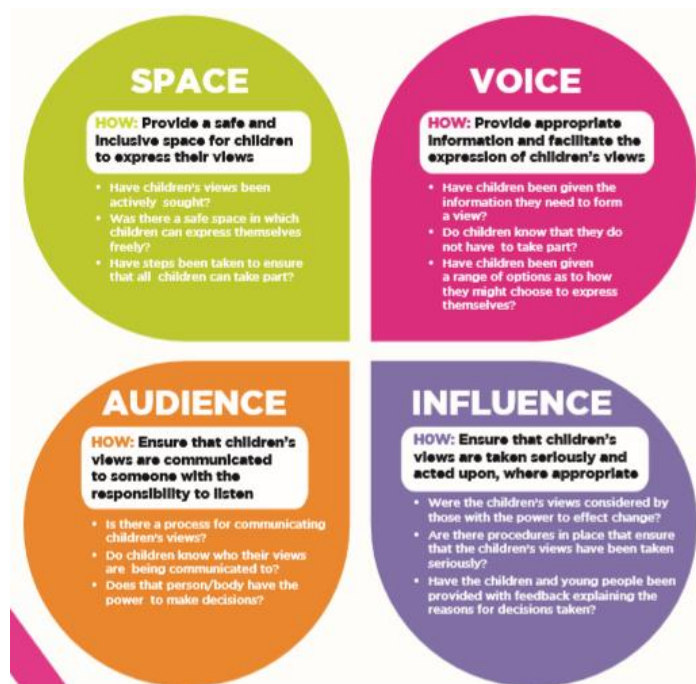 SPACE
HOW: Provide a safe and
inclusive space for children
to express their views
• Have children's views been
actively sought?
• Was there a safe space in which
children can express themselves
freely?
• Have steps been taken to ensure
that all children can take part?
VOICE
HOW: Provide appropriate
information and facilitate the
expression of children's views
• Have children been given the
information they need to form
a view?
• Do children know that they do
not have to take part?
• Have children been given
a range of options as to how
they might choose to express
themselves?
AUDIENCE
HOW: Ensure that children's
views are communicated
to someone with the
responsibility to listen
• Is there a process for communicating
children's views?
• Do children know who their views
are being communicated to?
• Does that person/body have the
power to make decisions?
INFLUENCE
HOW: Ensure that children's
views are taken seriously and
acted upon, where appropriate
• Were the children's views considered by
those with the power to effect change?
• Are there procedures in place that ensure
that the children's views have been taken
seriously?
• Have the children and young people been
provided with feedback explaining the
reasons for decisions taken?